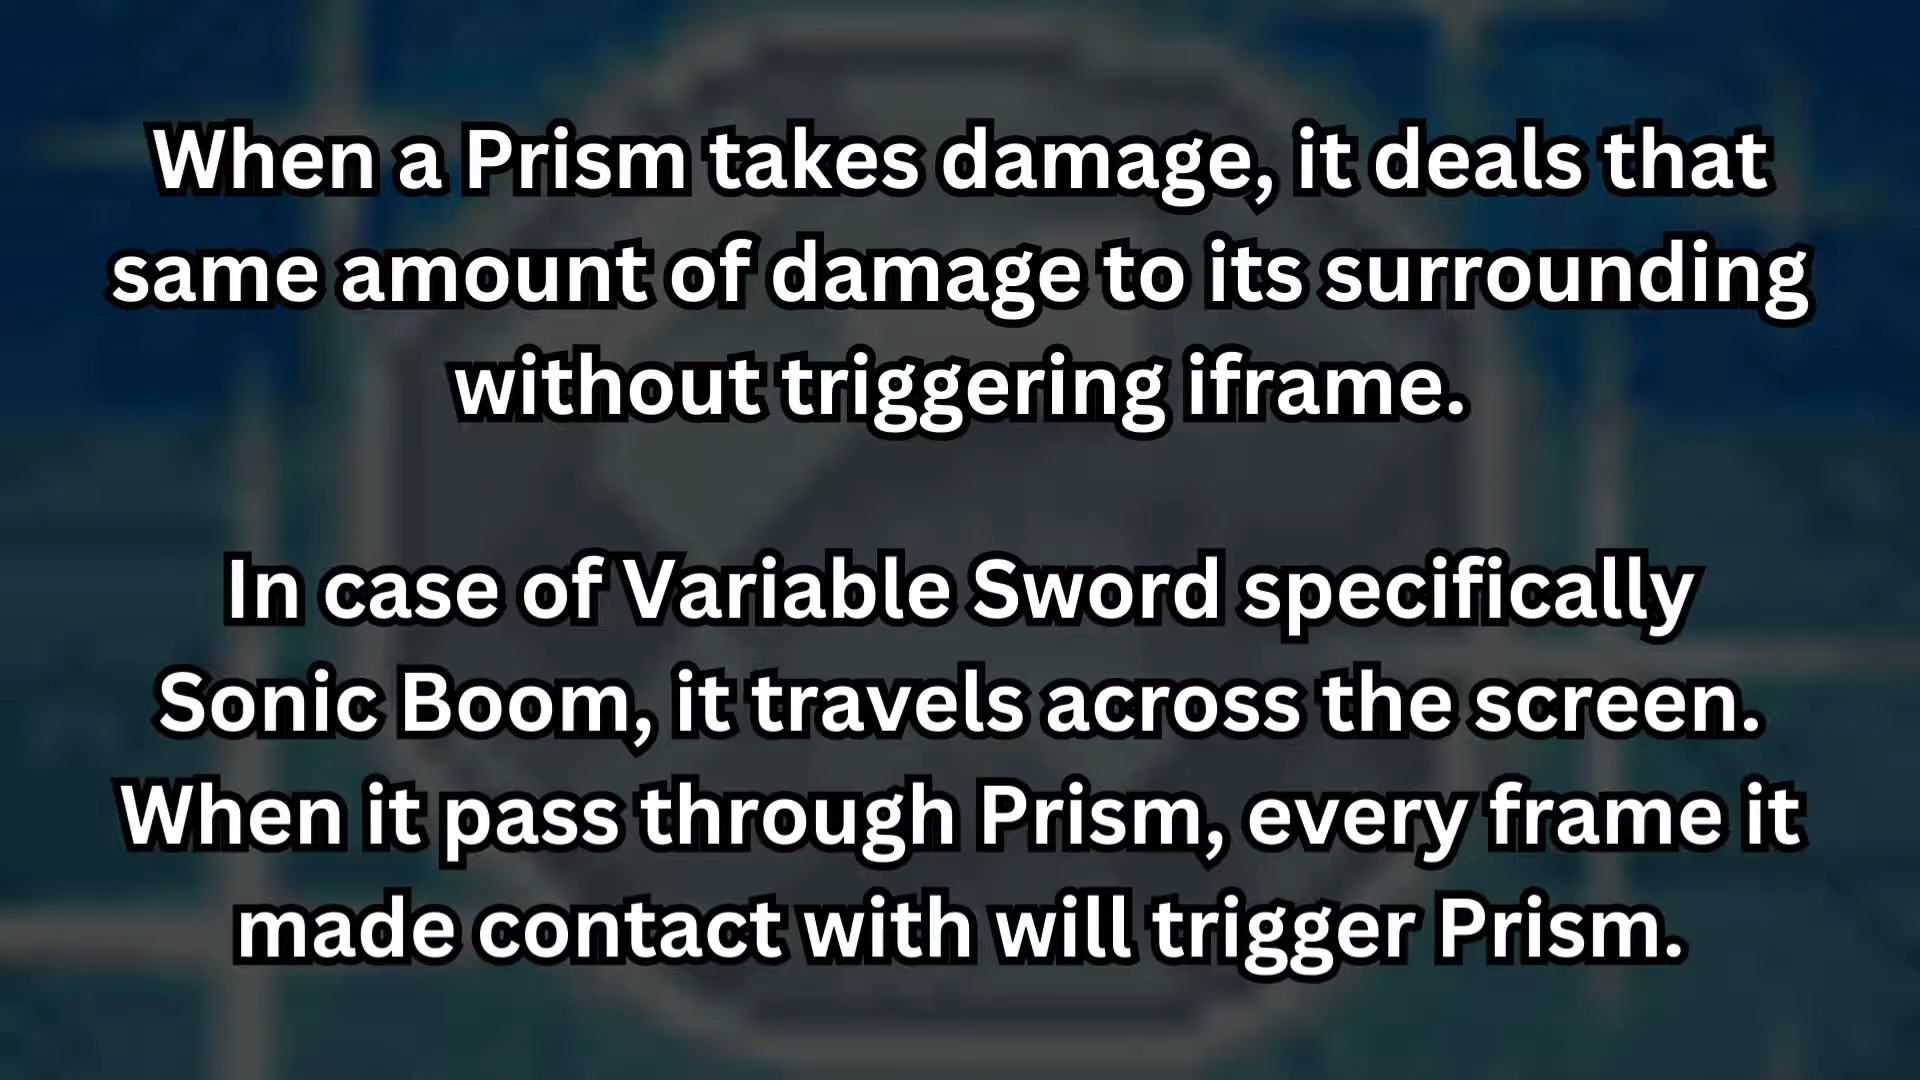 When a Prism takes damage, it deals that
same amount of damage to its surrounding
without triggering iframe.
In case of Variable Sword specifically
Sonic Boom, it travels across the screen.
When it pass through Prism, every frame it
made contact with will trigger Prism.